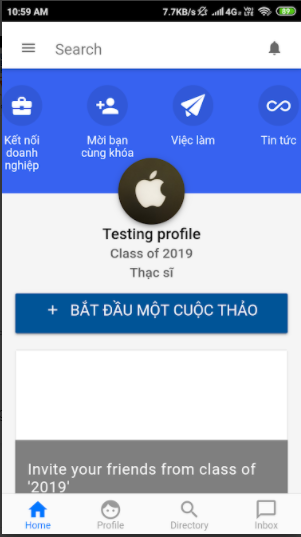 10:59 AM
7.7KB/s 4G 89
Search
Kết nối
doanh
nghiệp
Mời bạn
cùng khóa
Việc làm
Tin tức
Testing profile
Class of 2019
Thạc sĩ
+ BẮT ĐẦU MỘT CUỘC THẢO
Invite your friends from class of
'2019'
Home
Profile
Directory
Inbox